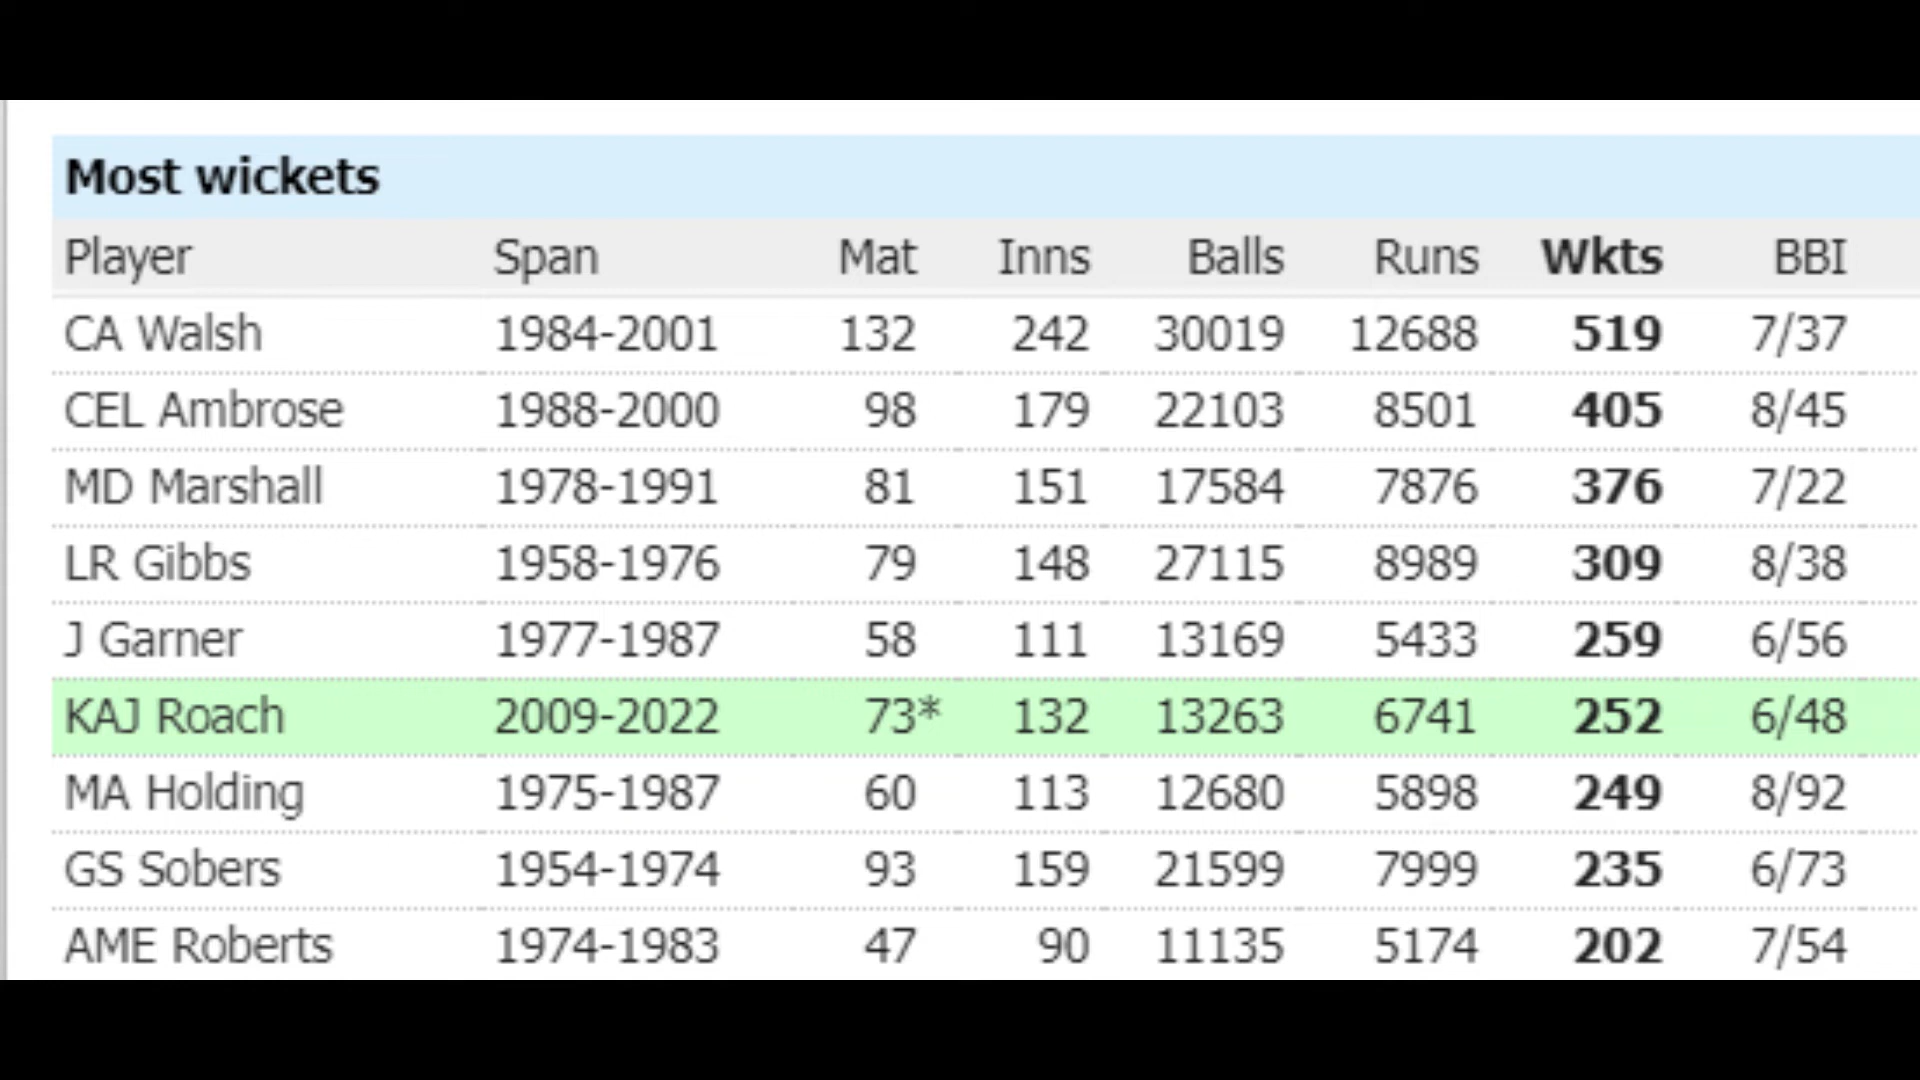 Most wickets
Player Span Mat Inns Balls Runs Wkts BBI
CA Walsh 1984-2001 132 242 30019 12688 519 7/37
CEL Ambrose 1988-2000 98 179 22103 8501 405 8/45
MD Marshall 1978-1991 81 151 17584 7876 376 7/22
LR Gibbs 1958-1976 79 148 27115 8989 309 8/38
J Garner 1977-1987 58 111 13169 5433 259 6/56
KAJ Roach 2009-2022 73* 132 13263 6741 252 6/48
MA Holding 1975-1987 60 113 12680 5898 249 8/92
GS Sobers 1954-1974 93 159 21599 7999 235 6/73
AME Roberts 1974-1983 47 90 11135 5174 202 7/54